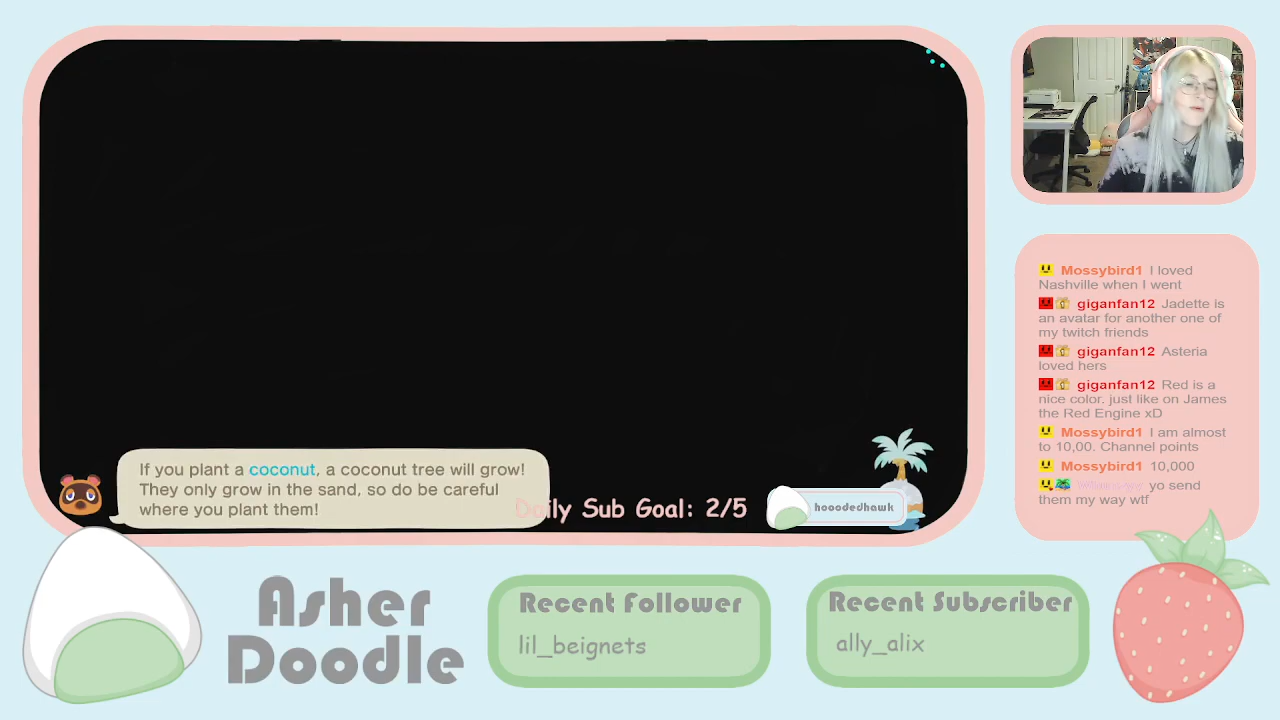 If you plant a coconut, a coconut tree will grow!
They only grow in the sand, so do be careful
where you plant them!
Daily Sub Goal: 2/5
hooodedhawk
Mossybird1 I loved
Nashville when I went
giganfan12 Jadette is
an avatar for another one of
my twitch friends
giganfan12 Asteria
loved hers
giganfan12 Red is a
nice color. just like on James
the Red Engine xD
Mossybird1 I am almost
to 10,00. Channel points
Mossybird1 10,000
yo send
them my way wtf
Asher
Doodle
Recent Follower
lil_beignets
Recent Subscriber
ally_alix